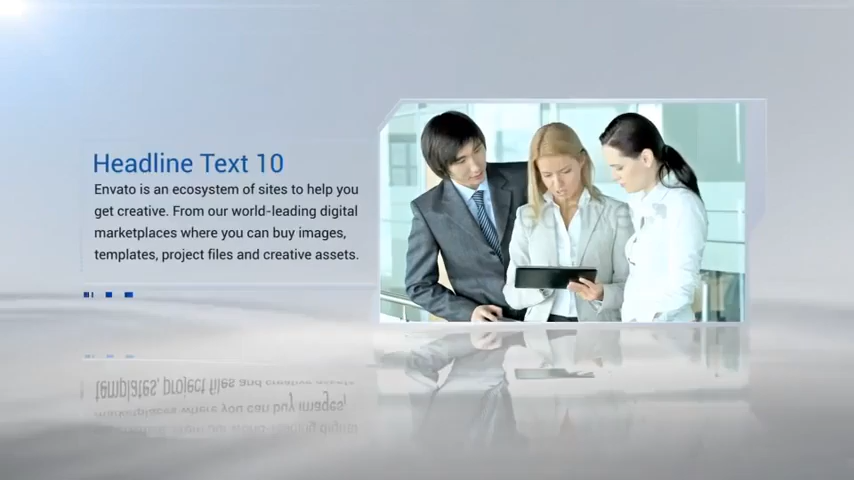 Headline Text 10
Envato is an ecosystem of sites to help you
get creative. From our world-leading digital
marketplaces where you can buy images,
templates, project files and creative assets.